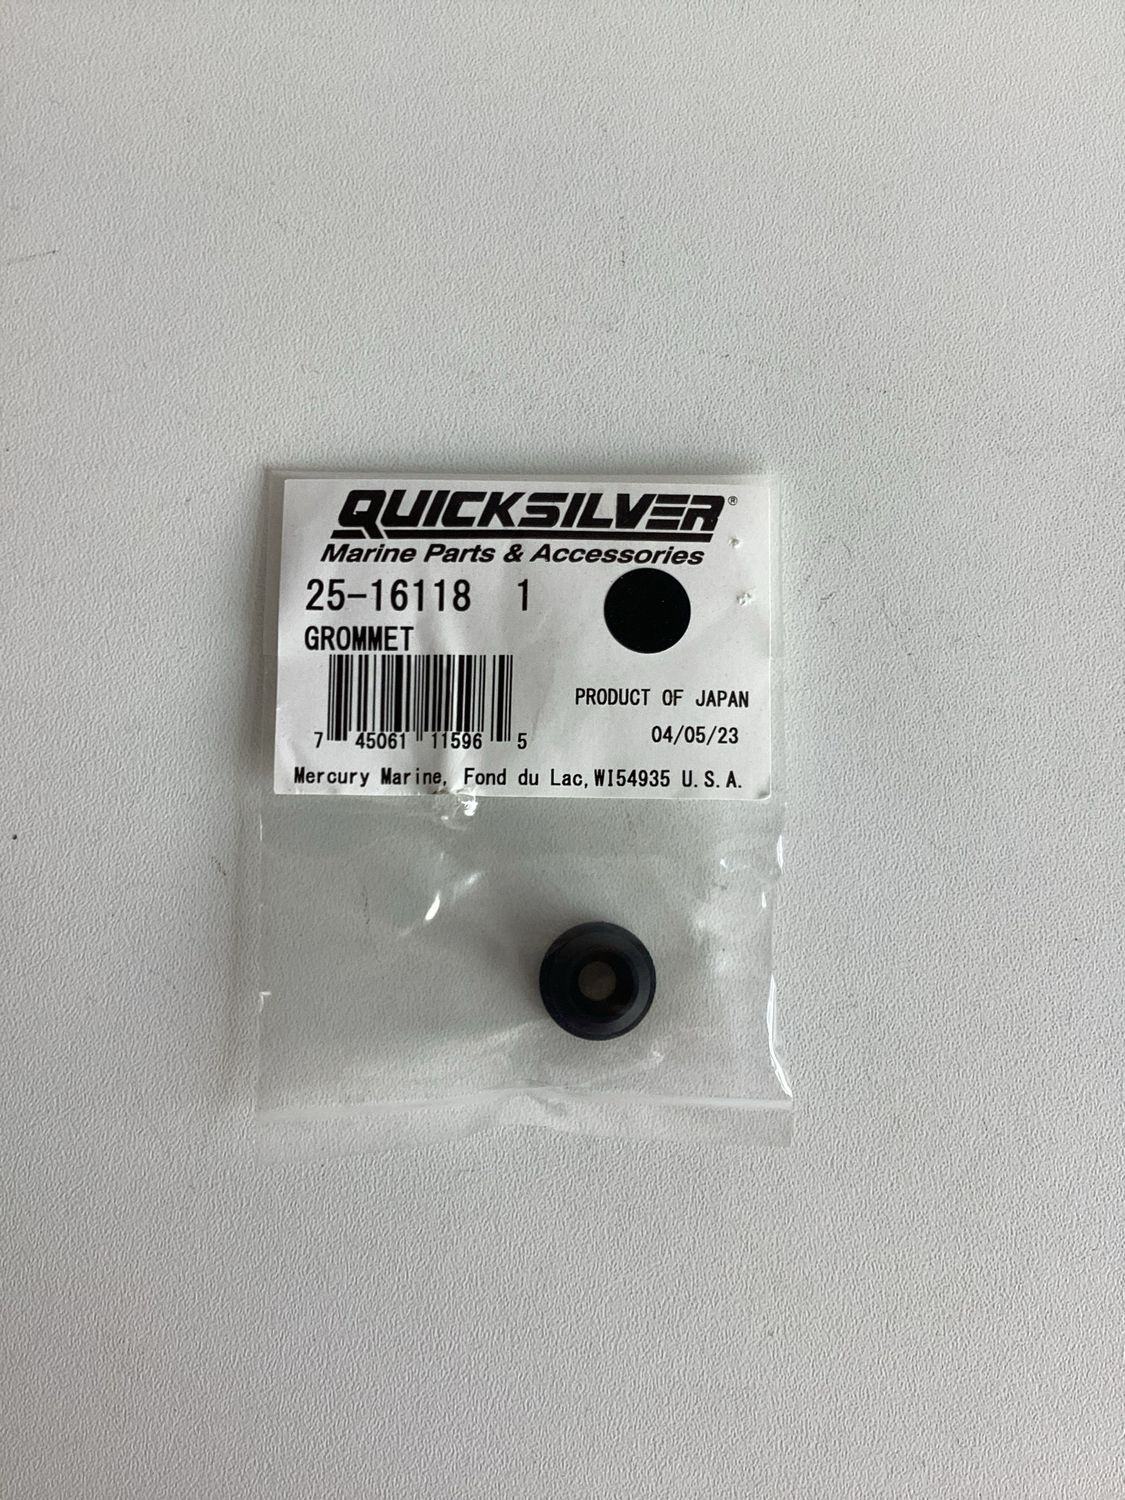 QUICKSILVER®
Marine Parts & Accessories
25-16118 1
GROMMET
PRODUCT OF JAPAN
04/05/23
7 45061 11596 5
Mercury Marine, Fond du Lac, WI54935 U.S.A.